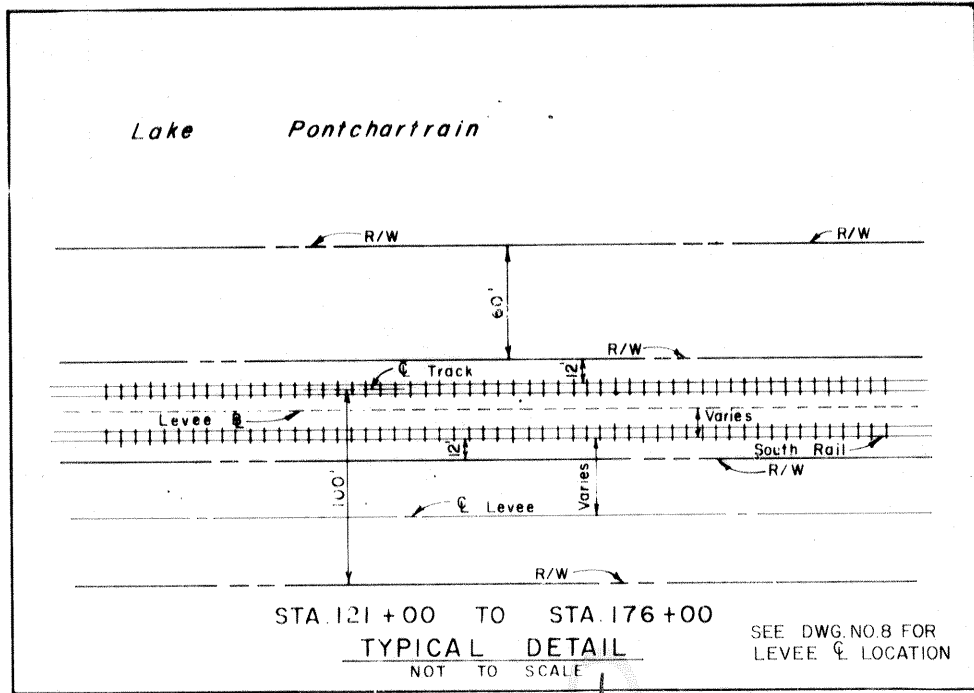 Lake Pontchartrain
R/W
R/W
60'
R/W
12'
℄ Track
Levee ℄
Varies
12'
South Rail
R/W
100'
Varies
℄ Levee
R/W
STA. 121+00 TO STA. 176+00
TYPICAL DETAIL
NOT TO SCALE
SEE DWG. NO. 8 FOR
LEVEE ℄ LOCATION